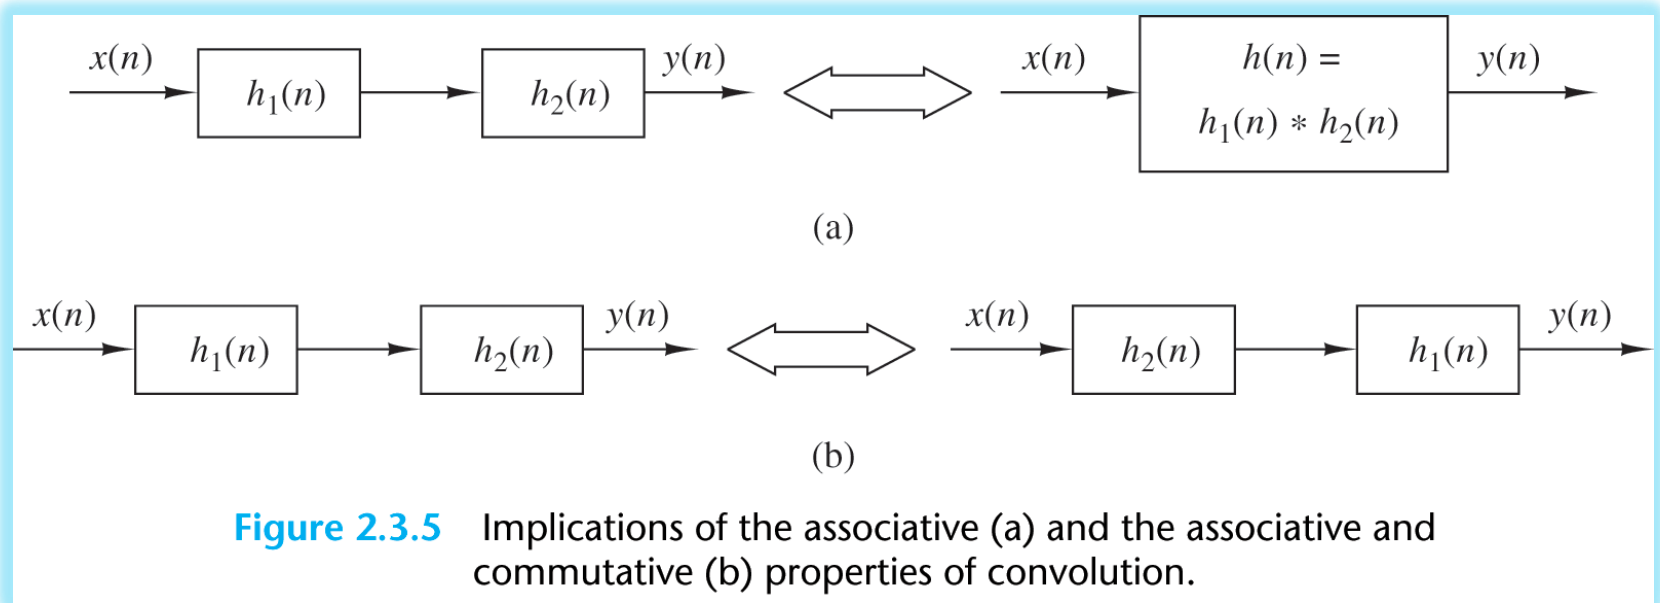 x(n) h₁(n) h₂(n) y(n) x(n) h(n) = y(n)
h₁(n) * h₂(n)
(a)
x(n) h₁(n) h₂(n) y(n) x(n) h₂(n) h₁(n) y(n)
(b)
Figure 2.3.5 Implications of the associative (a) and the associative and
commutative (b) properties of convolution.